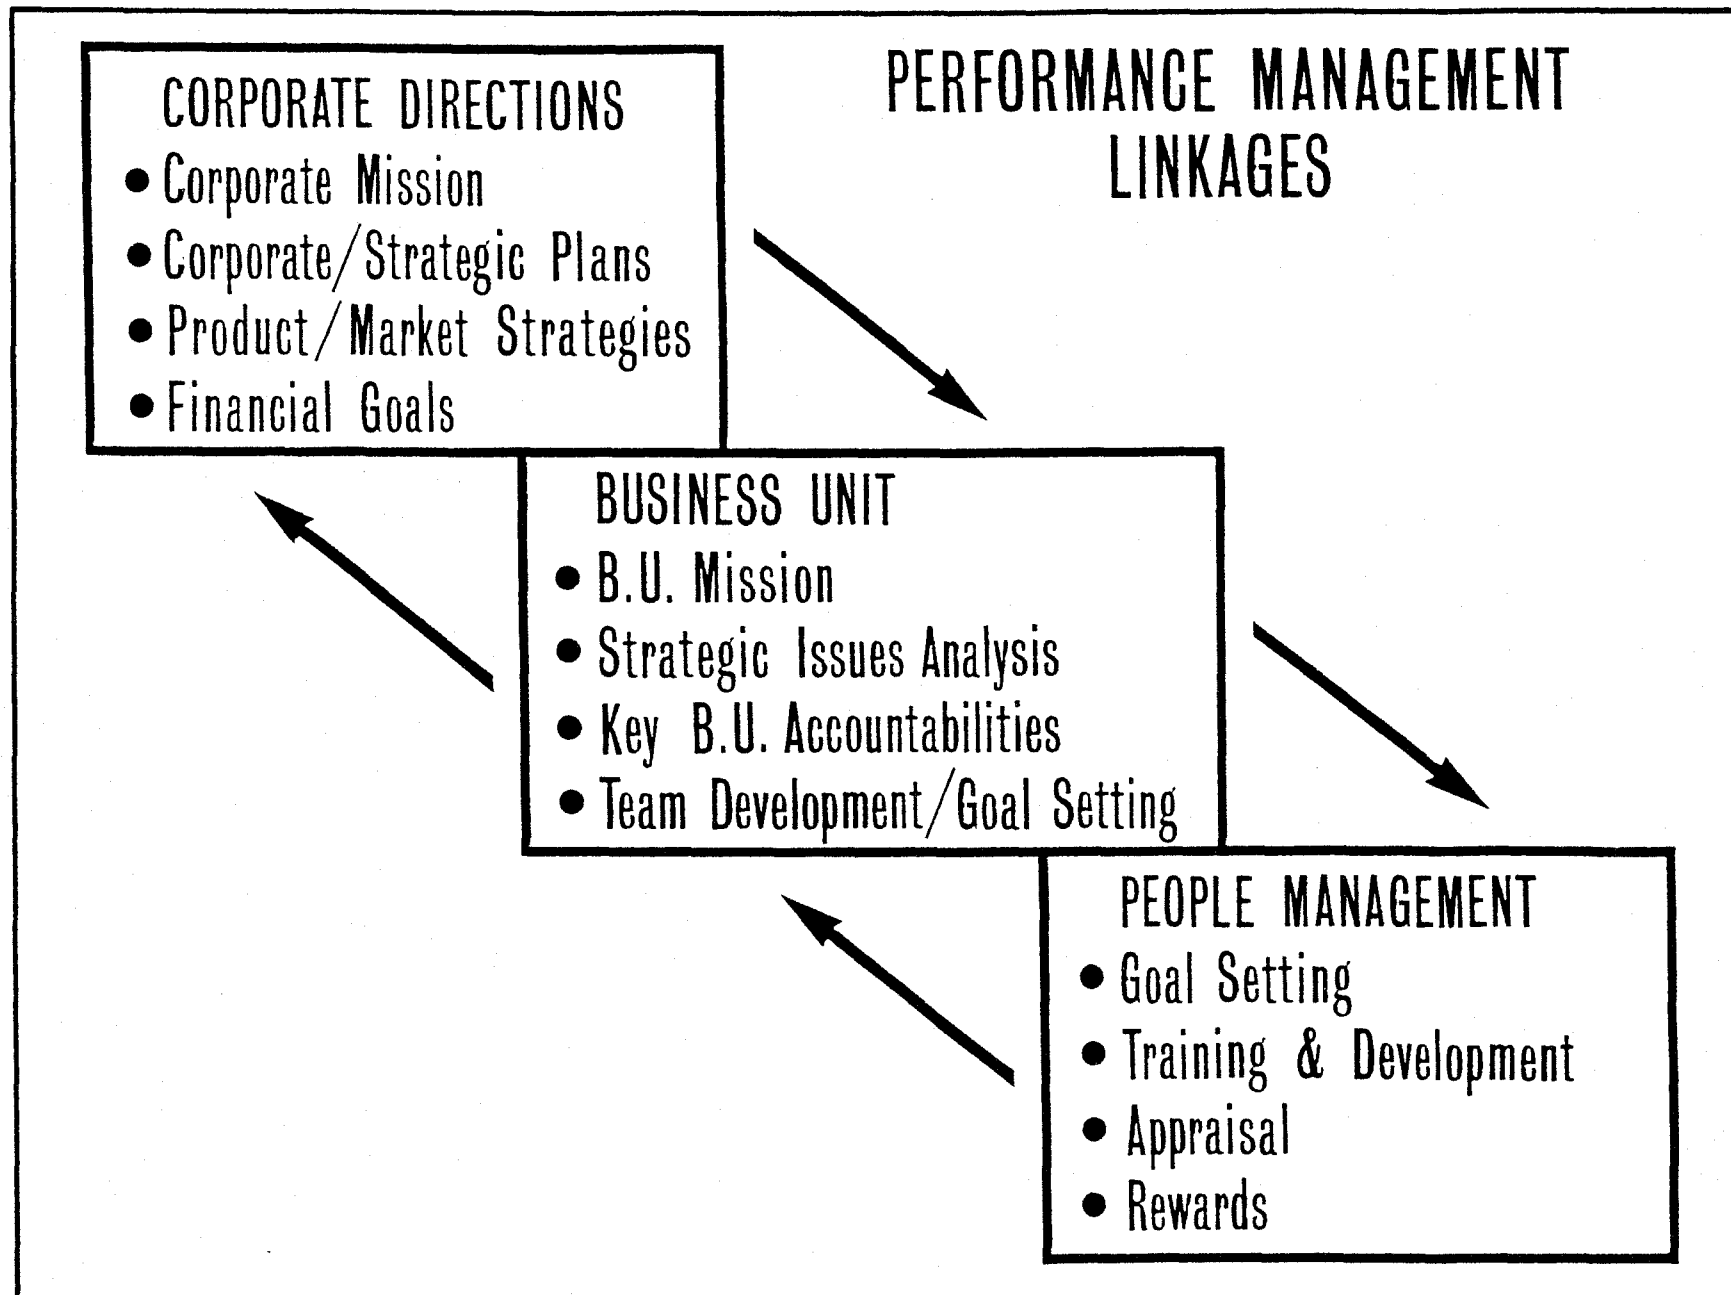 PERFORMANCE MANAGEMENT
LINKAGES
CORPORATE DIRECTIONS
● Corporate Mission
● Corporate/Strategic Plans
● Product/Market Strategies
● Financial Goals
BUSINESS UNIT
● B.U. Mission
● Strategic Issues Analysis
● Key B.U. Accountabilities
● Team Development/Goal Setting
PEOPLE MANAGEMENT
● Goal Setting
● Training & Development
● Appraisal
● Rewards